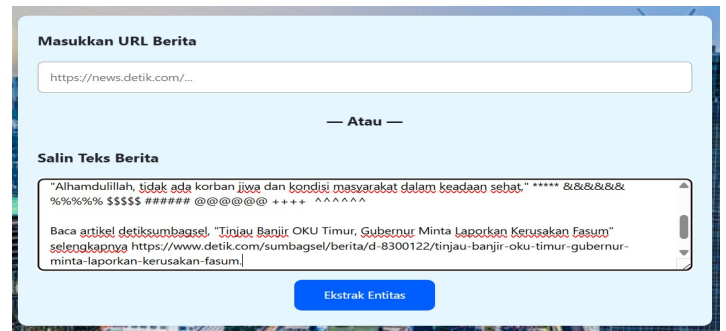 Masukkan URL Berita
https://news.detik.com/...
— Atau —
Salin Teks Berita
"Alhamdulillah, tidak ada korban jiwa dan kondisi masyarakat dalam keadaan sehat," ***** &&&&&&
%%%%% $$$$$ ###### @@@@@@ ++++ ^^^^^^
Baca artikel detiksumbagsel, "Tinjau Banjir OKU Timur, Gubernur Minta Laporkan Kerusakan Fasum"
selengkapnya https://www.detik.com/sumbagsel/berita/d-8300122/tinjau-banjir-oku-timur-gubernur-
minta-laporkan-kerusakan-fasum.
Ekstrak Entitas